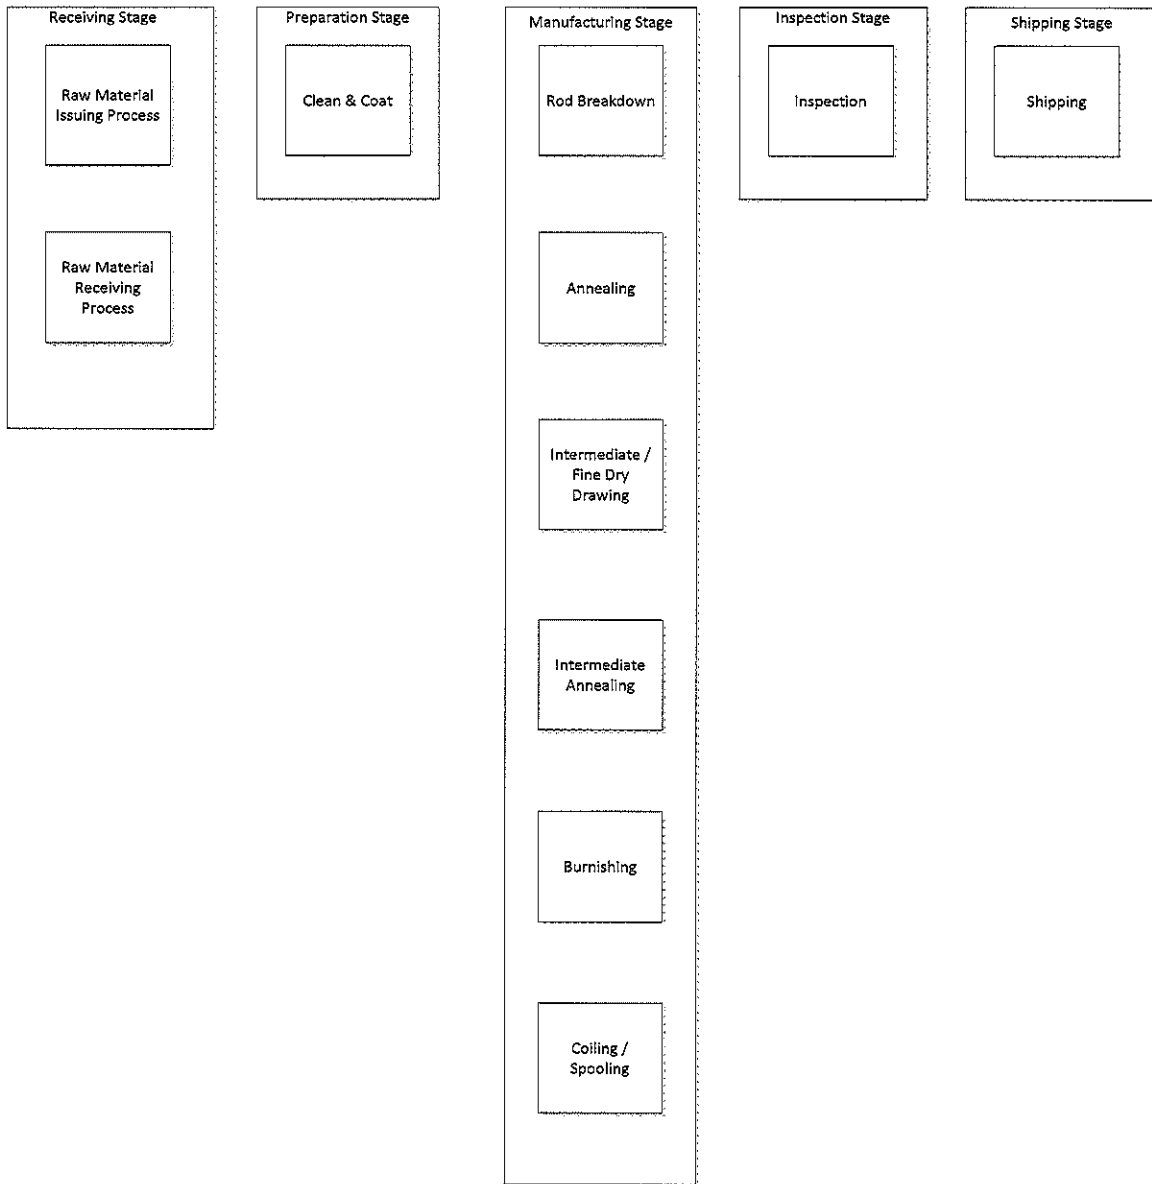 Receiving Stage
Raw Material
Issuing Process
Raw Material
Receiving
Process
Preparation Stage
Clean & Coat
Manufacturing Stage
Rod Breakdown
Annealing
Intermediate /
Fine Dry
Drawing
Intermediate
Annealing
Burnishing
Coiling /
Spooling
Inspection Stage
Inspection
Shipping Stage
Shipping